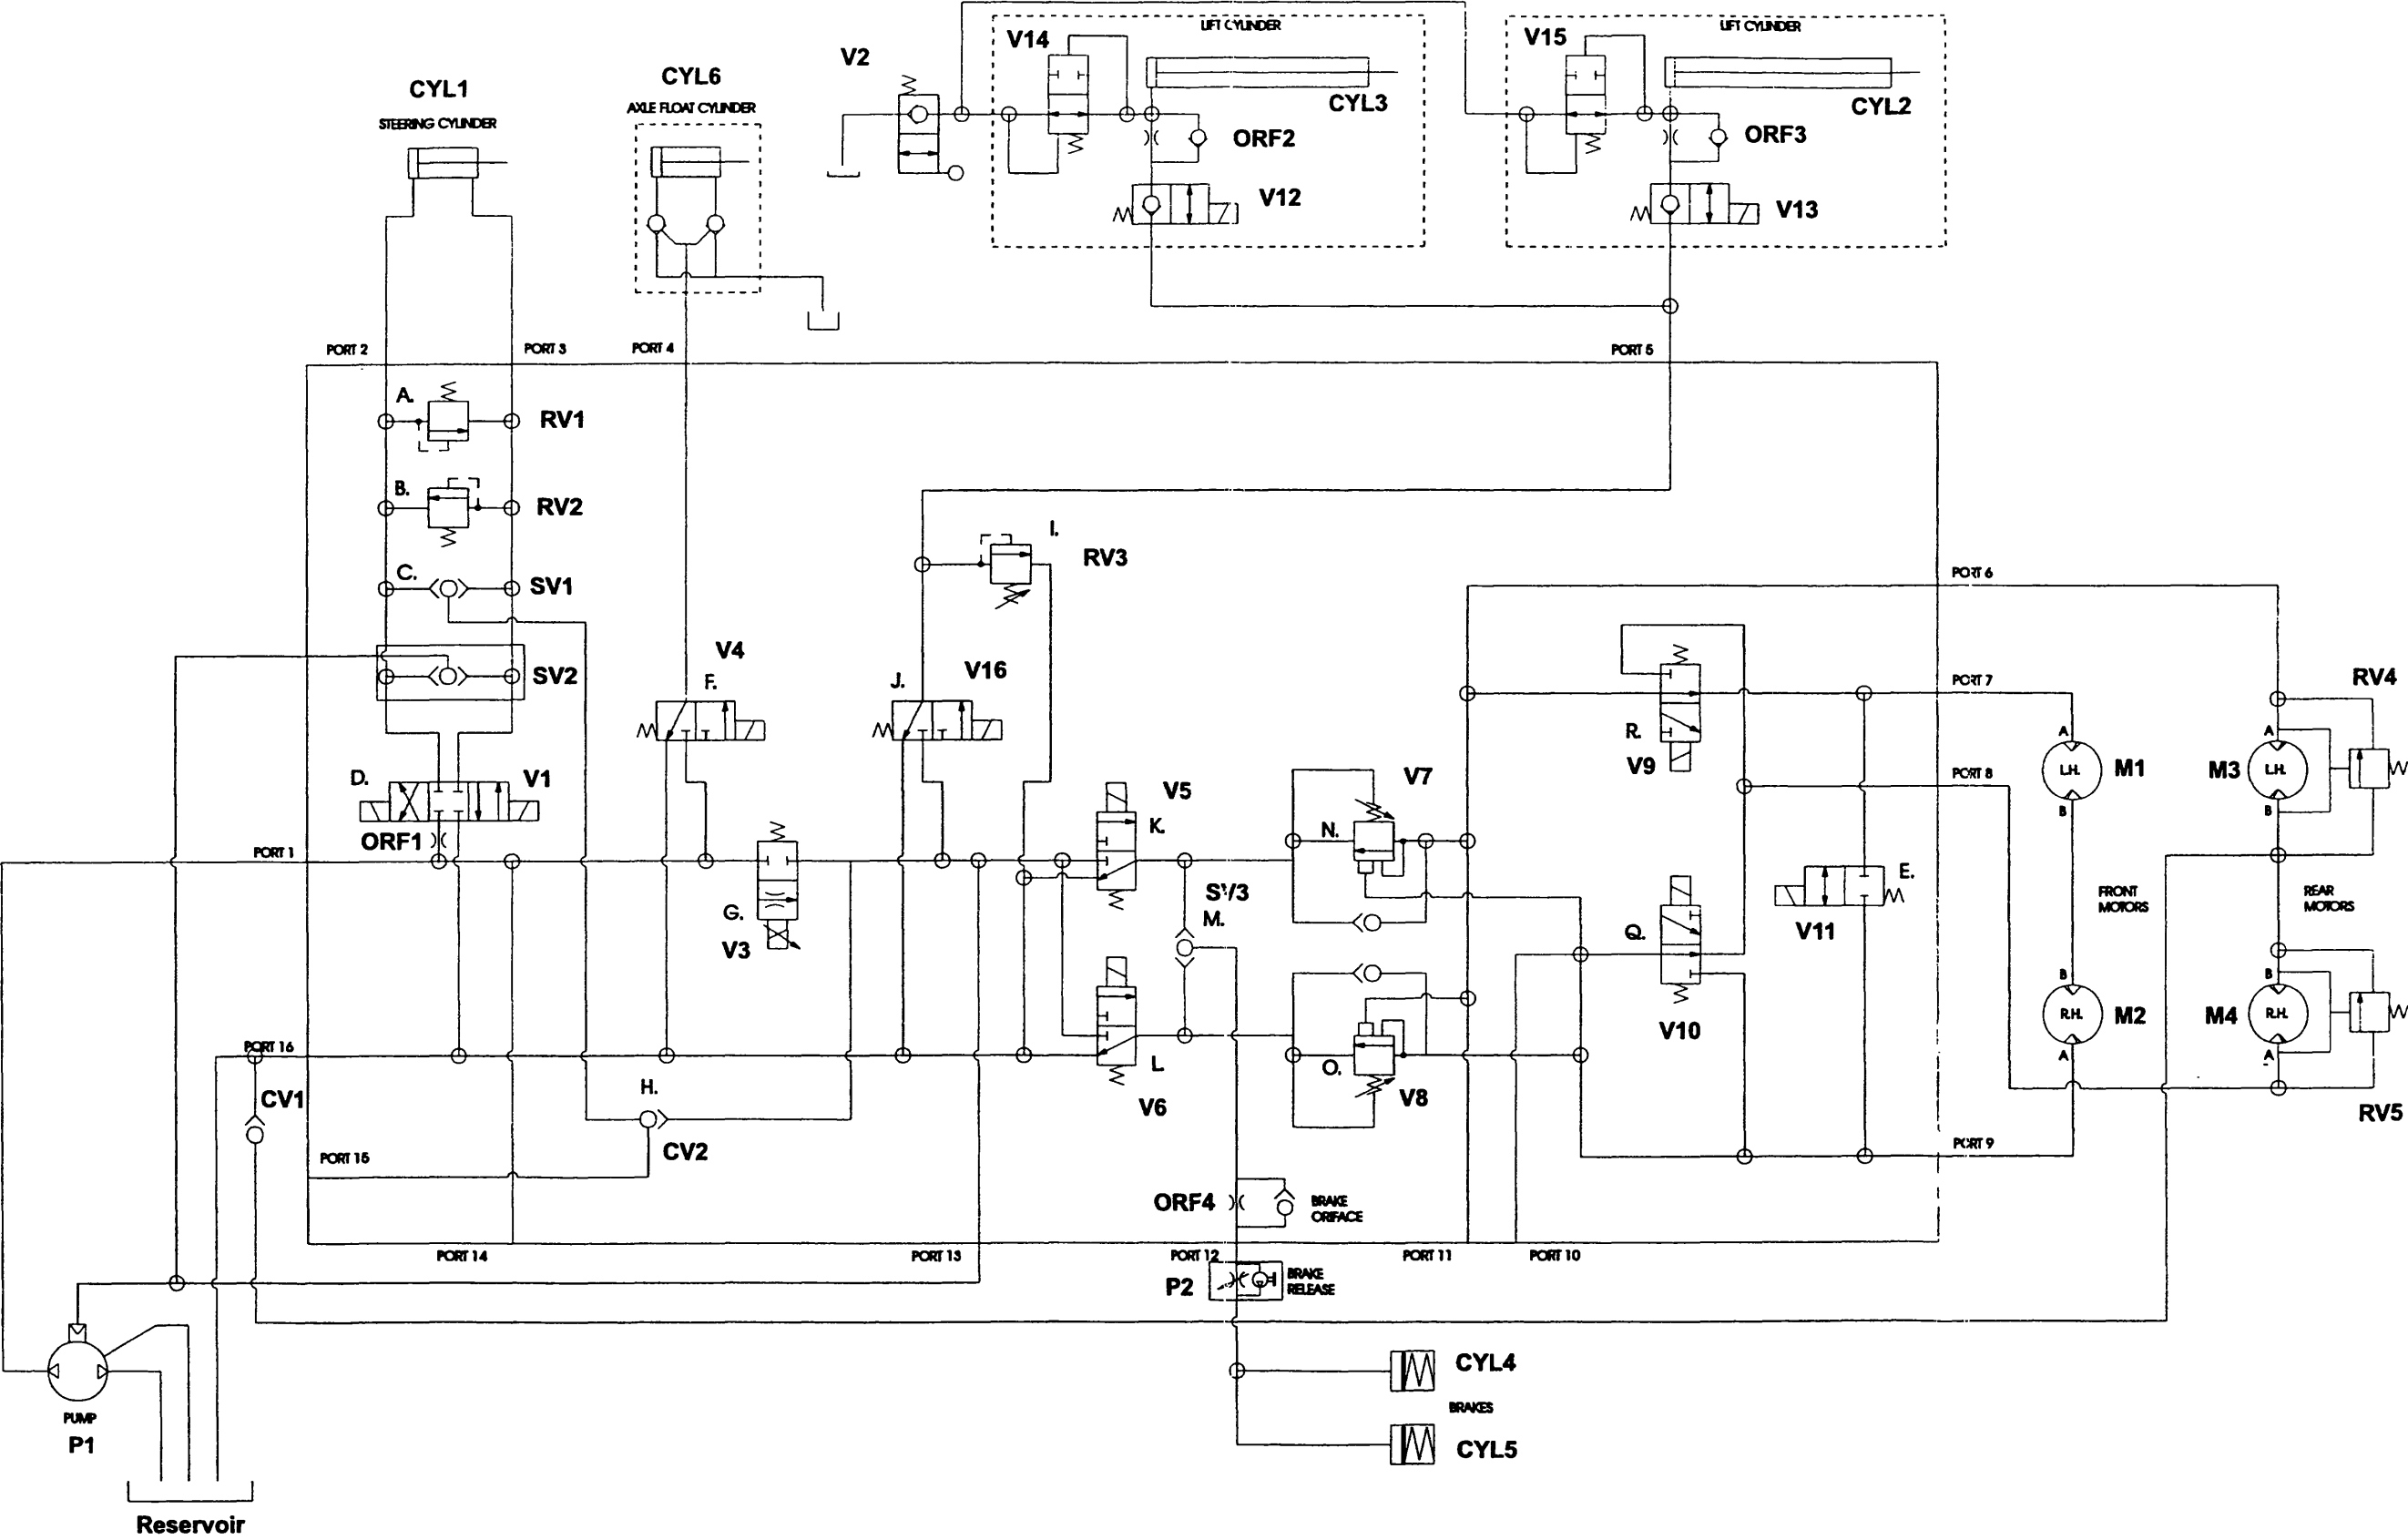 LIFT CYLINDER
LIFT CYLINDER
V14
V15
V2
CYL6
CYL1
AXLE FLOAT CYLINDER
STEERING CYLINDER
CYL3
CYL2
ORF2
ORF3
V12
V13
PORT 2
PORT 3
PORT 4
PORT 5
A.
RV1
B.
RV2
I.
RV3
C.
SV1
PORT 6
V4
V16
SV2
F.
J.
PORT 7
RV4
R.
A
A
D.
V1
V7
V9
L.H.
M1
M3
L.H.
PORT 8
V5
K.
N.
B
B
ORF1
PORT 1
E.
SV3
G.
M.
FRONT
MOTORS
REAR
MOTORS
V3
Q.
V11
B
B
R.H.
M2
M4
R.H.
V10
PORT 16
L.
O.
A
A
H.
CV1
V6
V8
RV5
CV2
PORT 15
PORT 9
ORF4
BRAKE
ORIFACE
PORT 14
PORT 13
PORT 12
PORT 11
PORT 10
P2
BRAKE
RELEASE
CYL4
BRAKES
CYL5
PUMP
P1
Reservoir